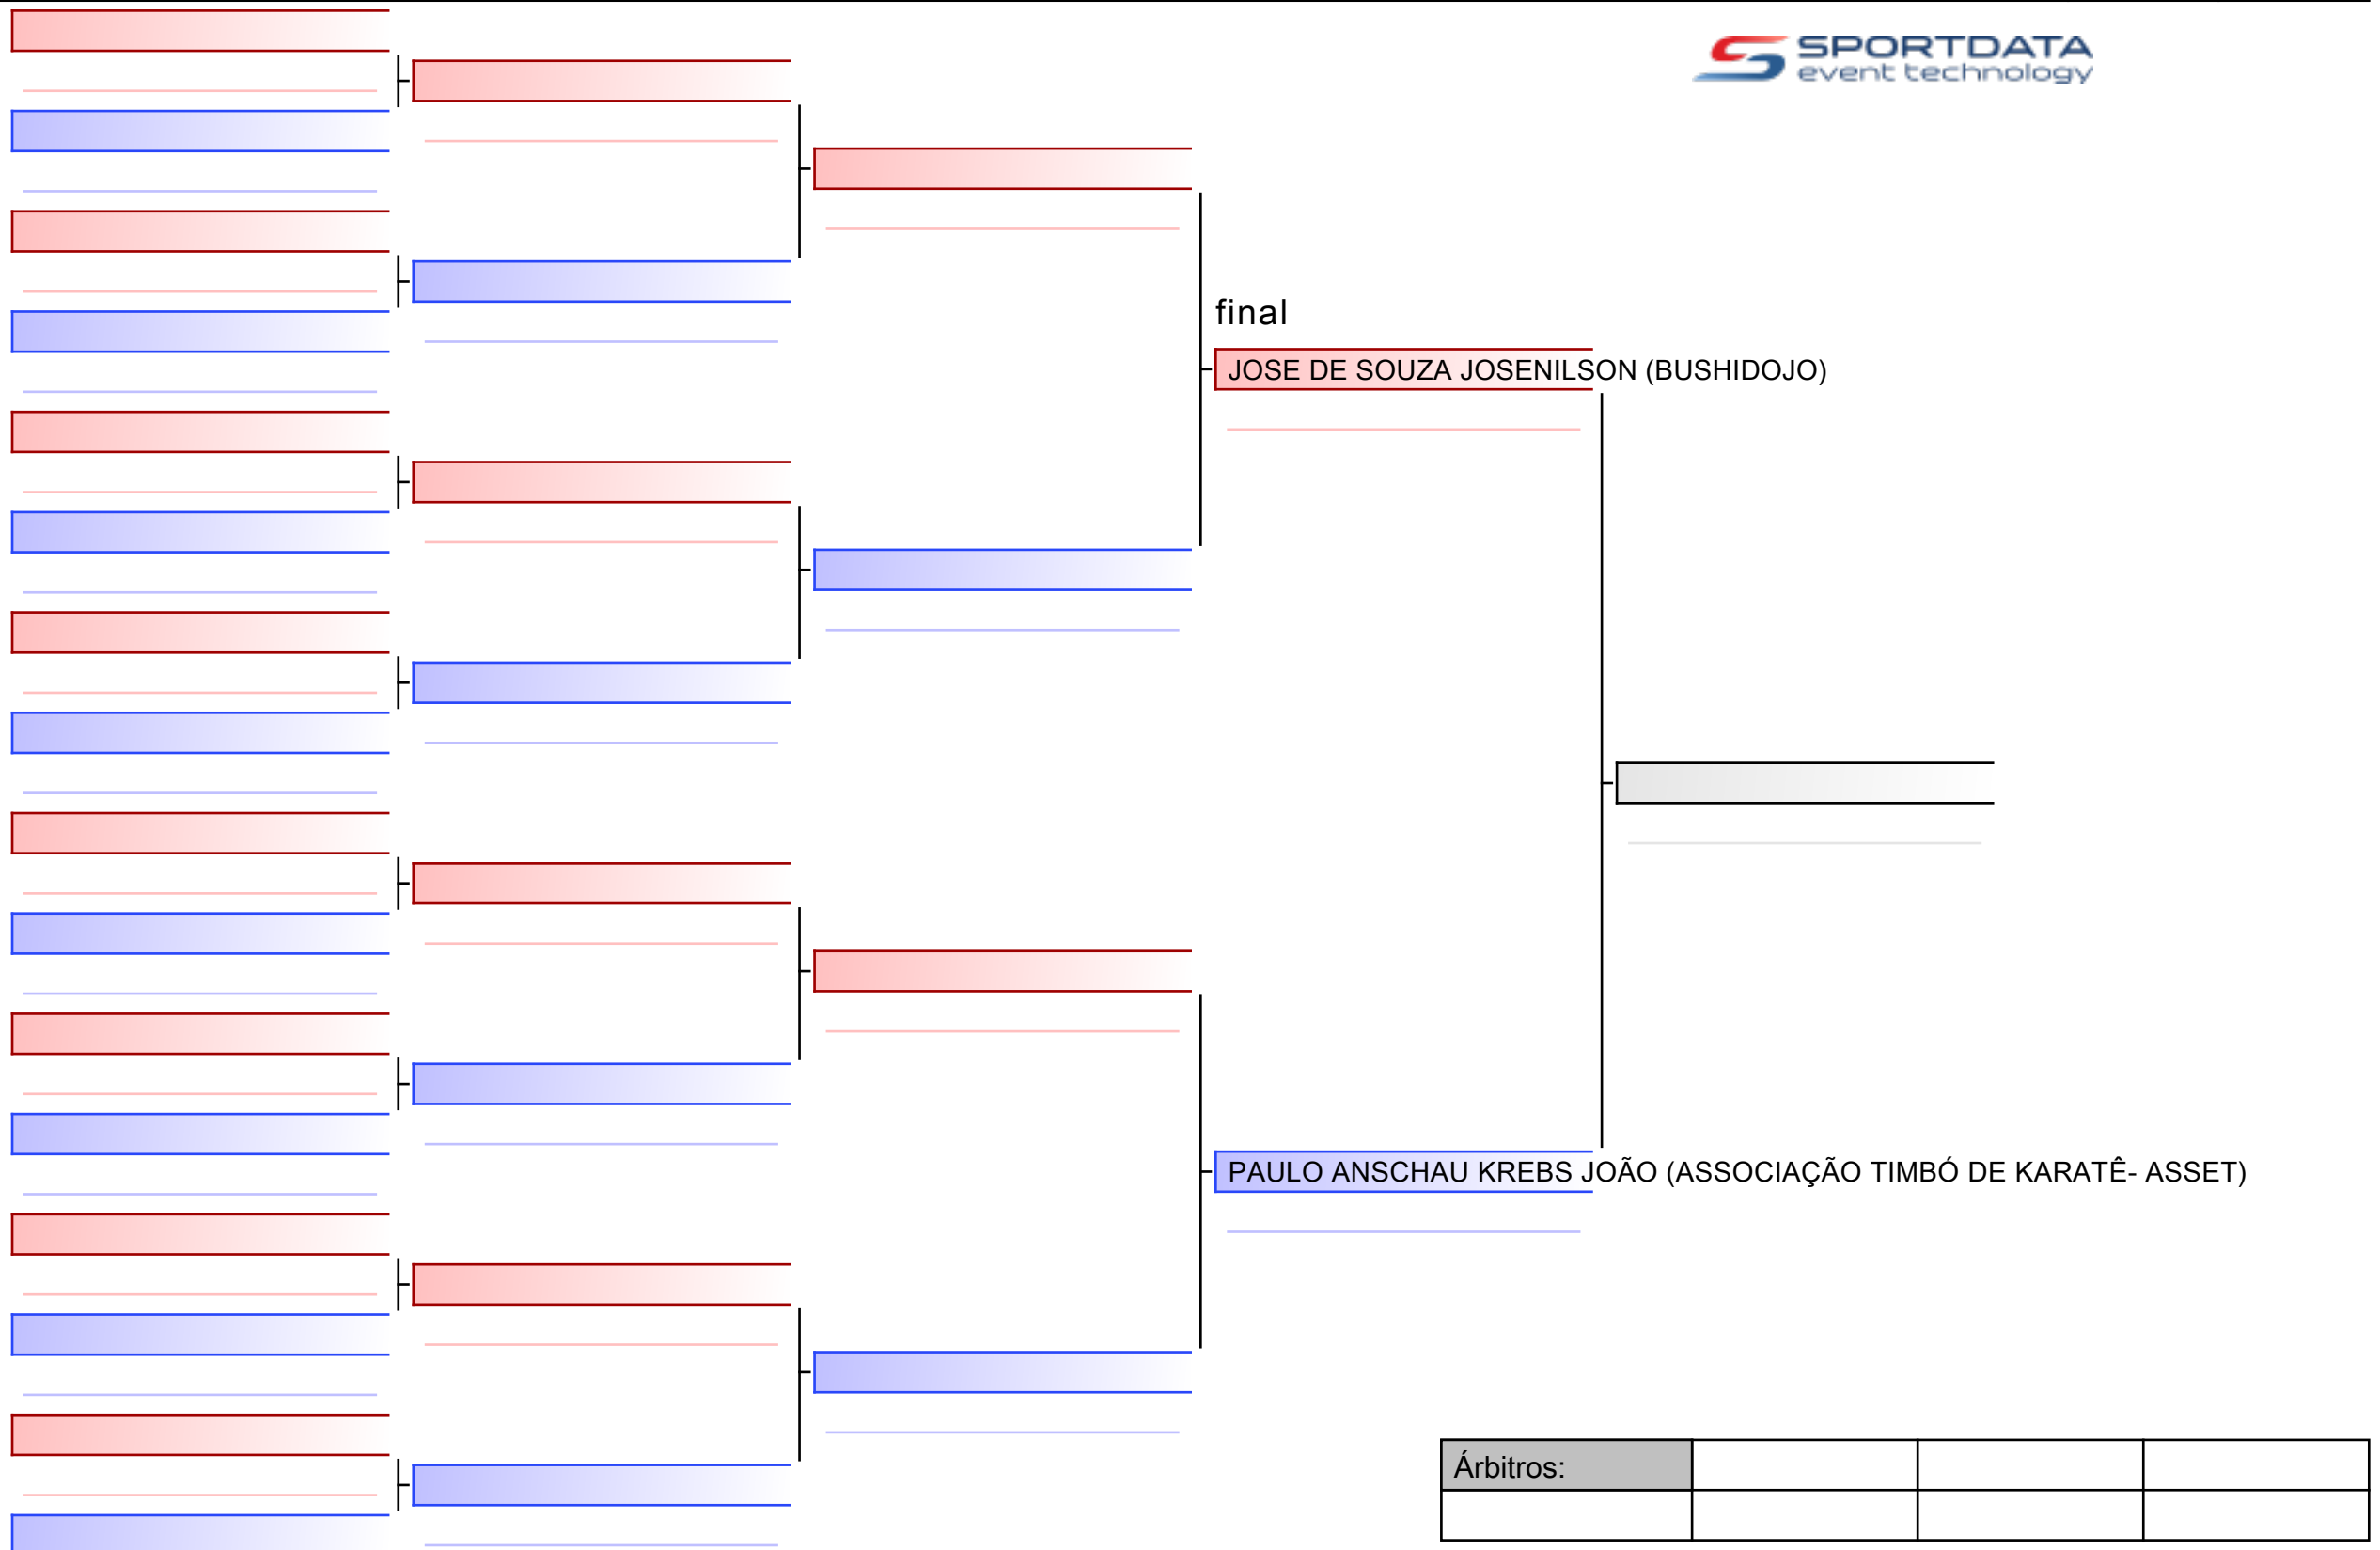 SPORTDATA
event technology
final
JOSE DE SOUZA JOSENILSON (BUSHIDOJO)
PAULO ANSCHAU KREBS JOÃO (ASSOCIAÇÃO TIMBÓ DE KARATÊ- ASSET)
Árbitros: